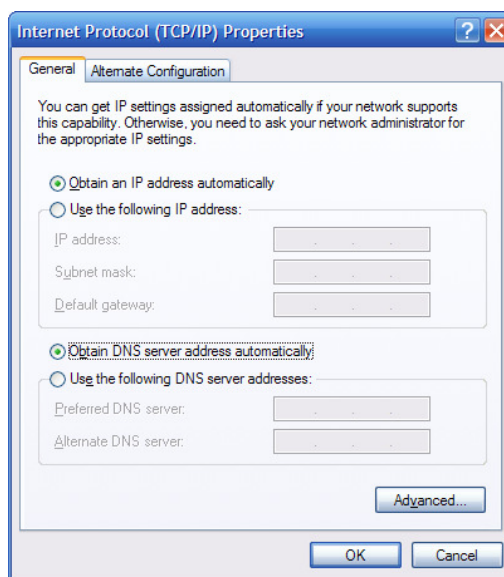 Internet Protocol (TCP/IP) Properties
General
Alternate Configuration
You can get IP settings assigned automatically if your network supports
this capability. Otherwise, you need to ask your network administrator for
the appropriate IP settings.
Obtain an IP address automatically
Use the following IP address:
IP address:
Subnet mask:
Default gateway:
Obtain DNS server address automatically
Use the following DNS server addresses:
Preferred DNS server:
Alternate DNS server:
Advanced...
OK
Cancel